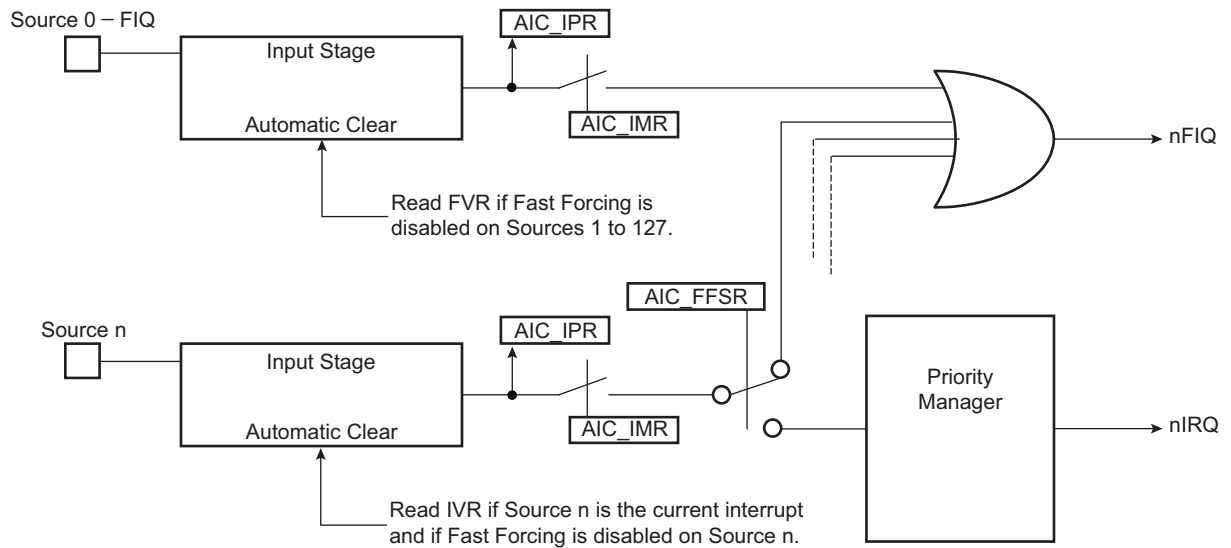 Source 0 – FIQ
AIC_IPR
Input Stage
Automatic Clear
AIC_IMR
nFIQ
Read FVR if Fast Forcing is
disabled on Sources 1 to 127.
AIC_FFSR
Source n
AIC_IPR
Input Stage
Automatic Clear
AIC_IMR
Priority
Manager
nIRQ
Read IVR if Source n is the current interrupt
and if Fast Forcing is disabled on Source n.